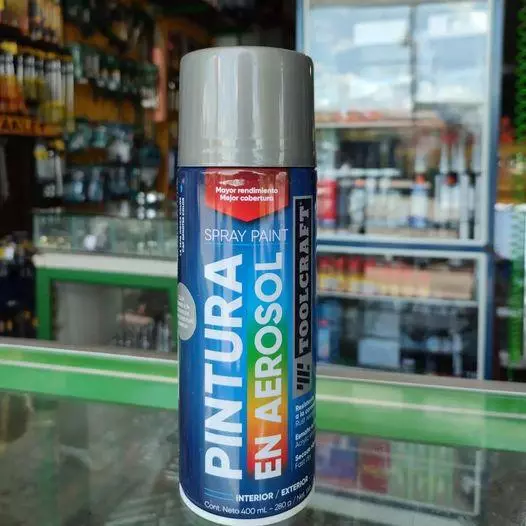 Mayor rendimiento
Mejor cobertura
SPRAY PAINT
PINTURA
EN AEROSOL
TOOLCRAFT
INTERIOR / EXTERIOR
Cont. Neto 400 mL - 280 g /